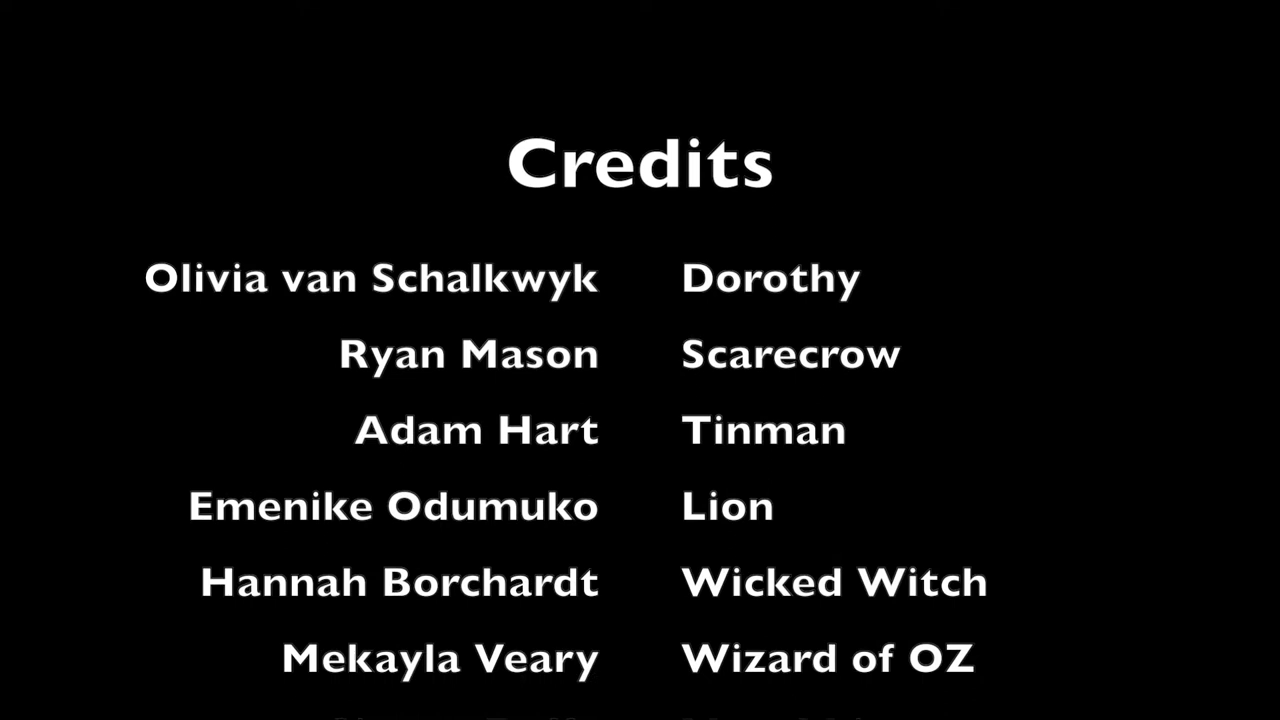 Credits
Olivia van Schalkwyk Dorothy
Ryan Mason Scarecrow
Adam Hart Tinman
Emenike Odumuko Lion
Hannah Borchardt Wicked Witch
Mekayla Veary Wizard of OZ